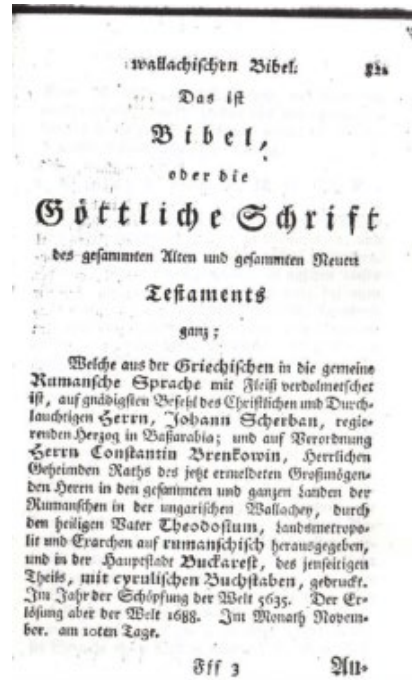 wallachischen Bibel.
Das ist
Bibel,
oder die
Göttliche Schrift
des gesammten Alten und gesammten Neuen
Testaments
ganz;
Welche aus der Griechischen in die gemeine
Rumansche Sprache mit Fleiß verdolmetschet
ist, auf gnädigsten Befehl des Christlichen und Durch-
lauchtigen Herrn, Johann Scherban, regie-
renden Herzog in Bassarabia; und auf Verordnung
Herrn Constantin Brenkowin, Herrlichen
Geheimden Raths des jetzt ermeldeten Großmögen-
den Herrn in den gesammten und ganzen Landen der
Rumanschen in der ungarischen Wallachey, durch
den heiligen Vater Theodosium, Landsmetropo-
lit und Exarchen auf rumanschisch herausgegeben,
und in der Hauptstadt Buckarest, des jenseitigen
Theils, mit cyrulischen Buchstaben, gedruckt.
Im Jahr der Schöpfung der Welt 5635. Der Er-
lösung aber der Welt 1688. Im Monath Novem-
ber. am 10ten Tage.
Fff 3 An-